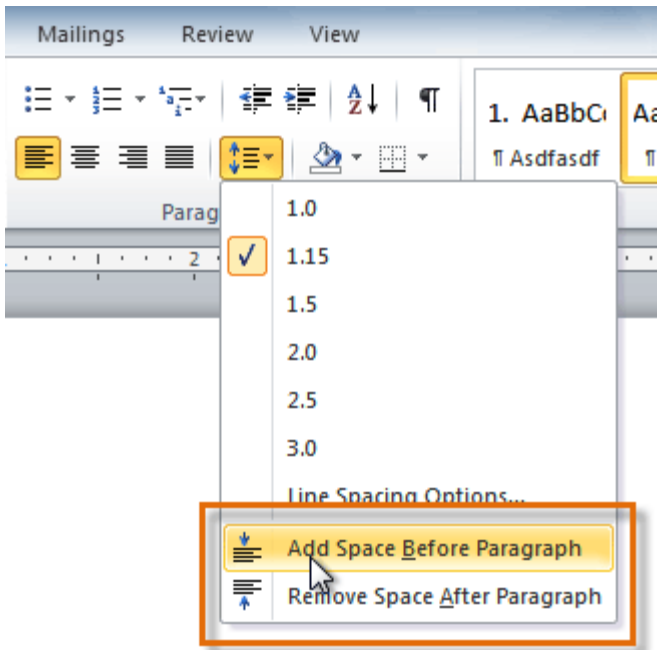 Mailings Review View
1. AaBbCc Aa
¶ Asdfasdf ¶
Parag
2
1.0
1.15
1.5
2.0
2.5
3.0
Line Spacing Options...
Add Space Before Paragraph
Remove Space After Paragraph